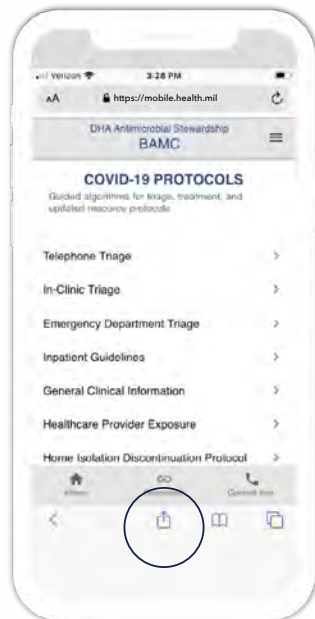 Verizon 3:28 PM
AA https://mobile.health.mil
DHA Antimicrobial Stewardship
BAMC
COVID-19 PROTOCOLS
Guided algorithms for triage, treatment, and
updated resource protocols
Telephone Triage
In-Clinic Triage
Emergency Department Triage
Inpatient Guidelines
General Clinical Information
Healthcare Provider Exposure
Home Isolation Discontinuation Protocol